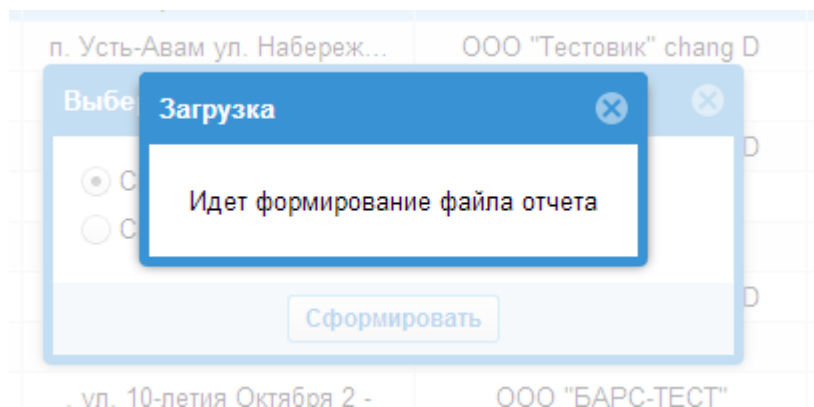 п. Усть-Авам ул. Набереж... ООО "Тестовик" chang D
Выбе
Загрузка
D
С
Идет формирование файла отчета
С
D
Сформировать
. ул. 10-летия Октября 2 - ООО "БАРС-ТЕСТ"